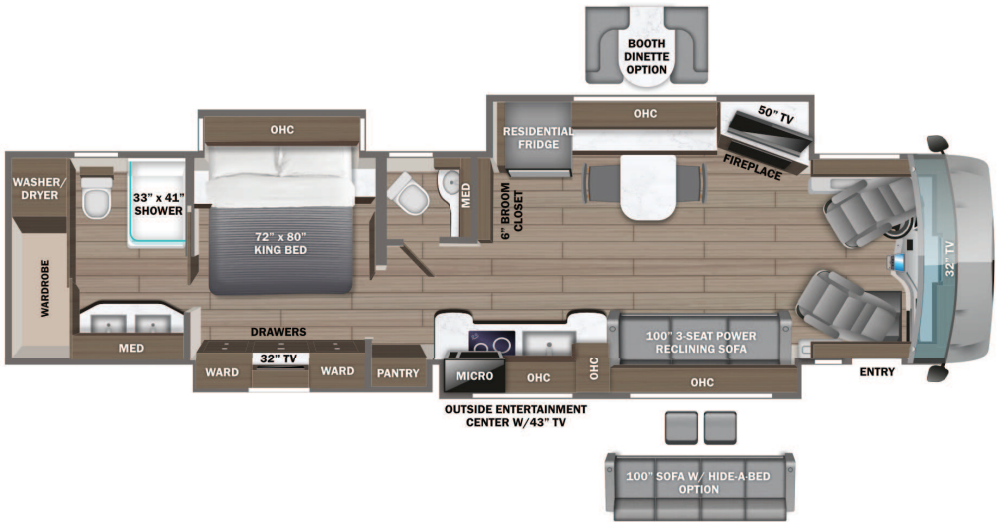 BOOTH
DINETTE
OPTION
OHC
OHC
50" TV
RESIDENTIAL
FRIDGE
FIREPLACE
WASHER/
DRYER
33" x 41"
SHOWER
MED
6" BROOM
CLOSET
72" x 80"
KING BED
WARDROBE
32" TV
DRAWERS
MED
32" TV
WARD
WARD
PANTRY
MICRO
OHC
OHC
100" 3-SEAT POWER
RECLINING SOFA
OHC
ENTRY
OUTSIDE ENTERTAINMENT
CENTER W/43" TV
100" SOFA W/ HIDE-A-BED
OPTION